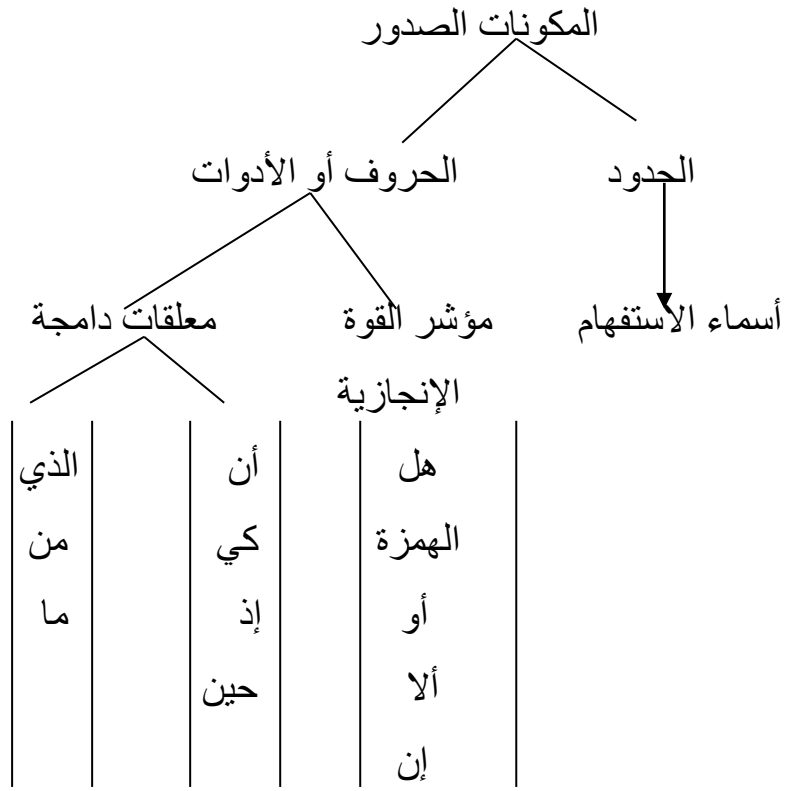 المكونات الصدور
الحدود
الحروف أو الأدوات
أسماء الاستفهام
مؤشر القوة
الإنجازية
معلقات دامجة
هل
الهمزة
أو
ألا
إن
أن
كي
إذ
حين
الذي
من
ما